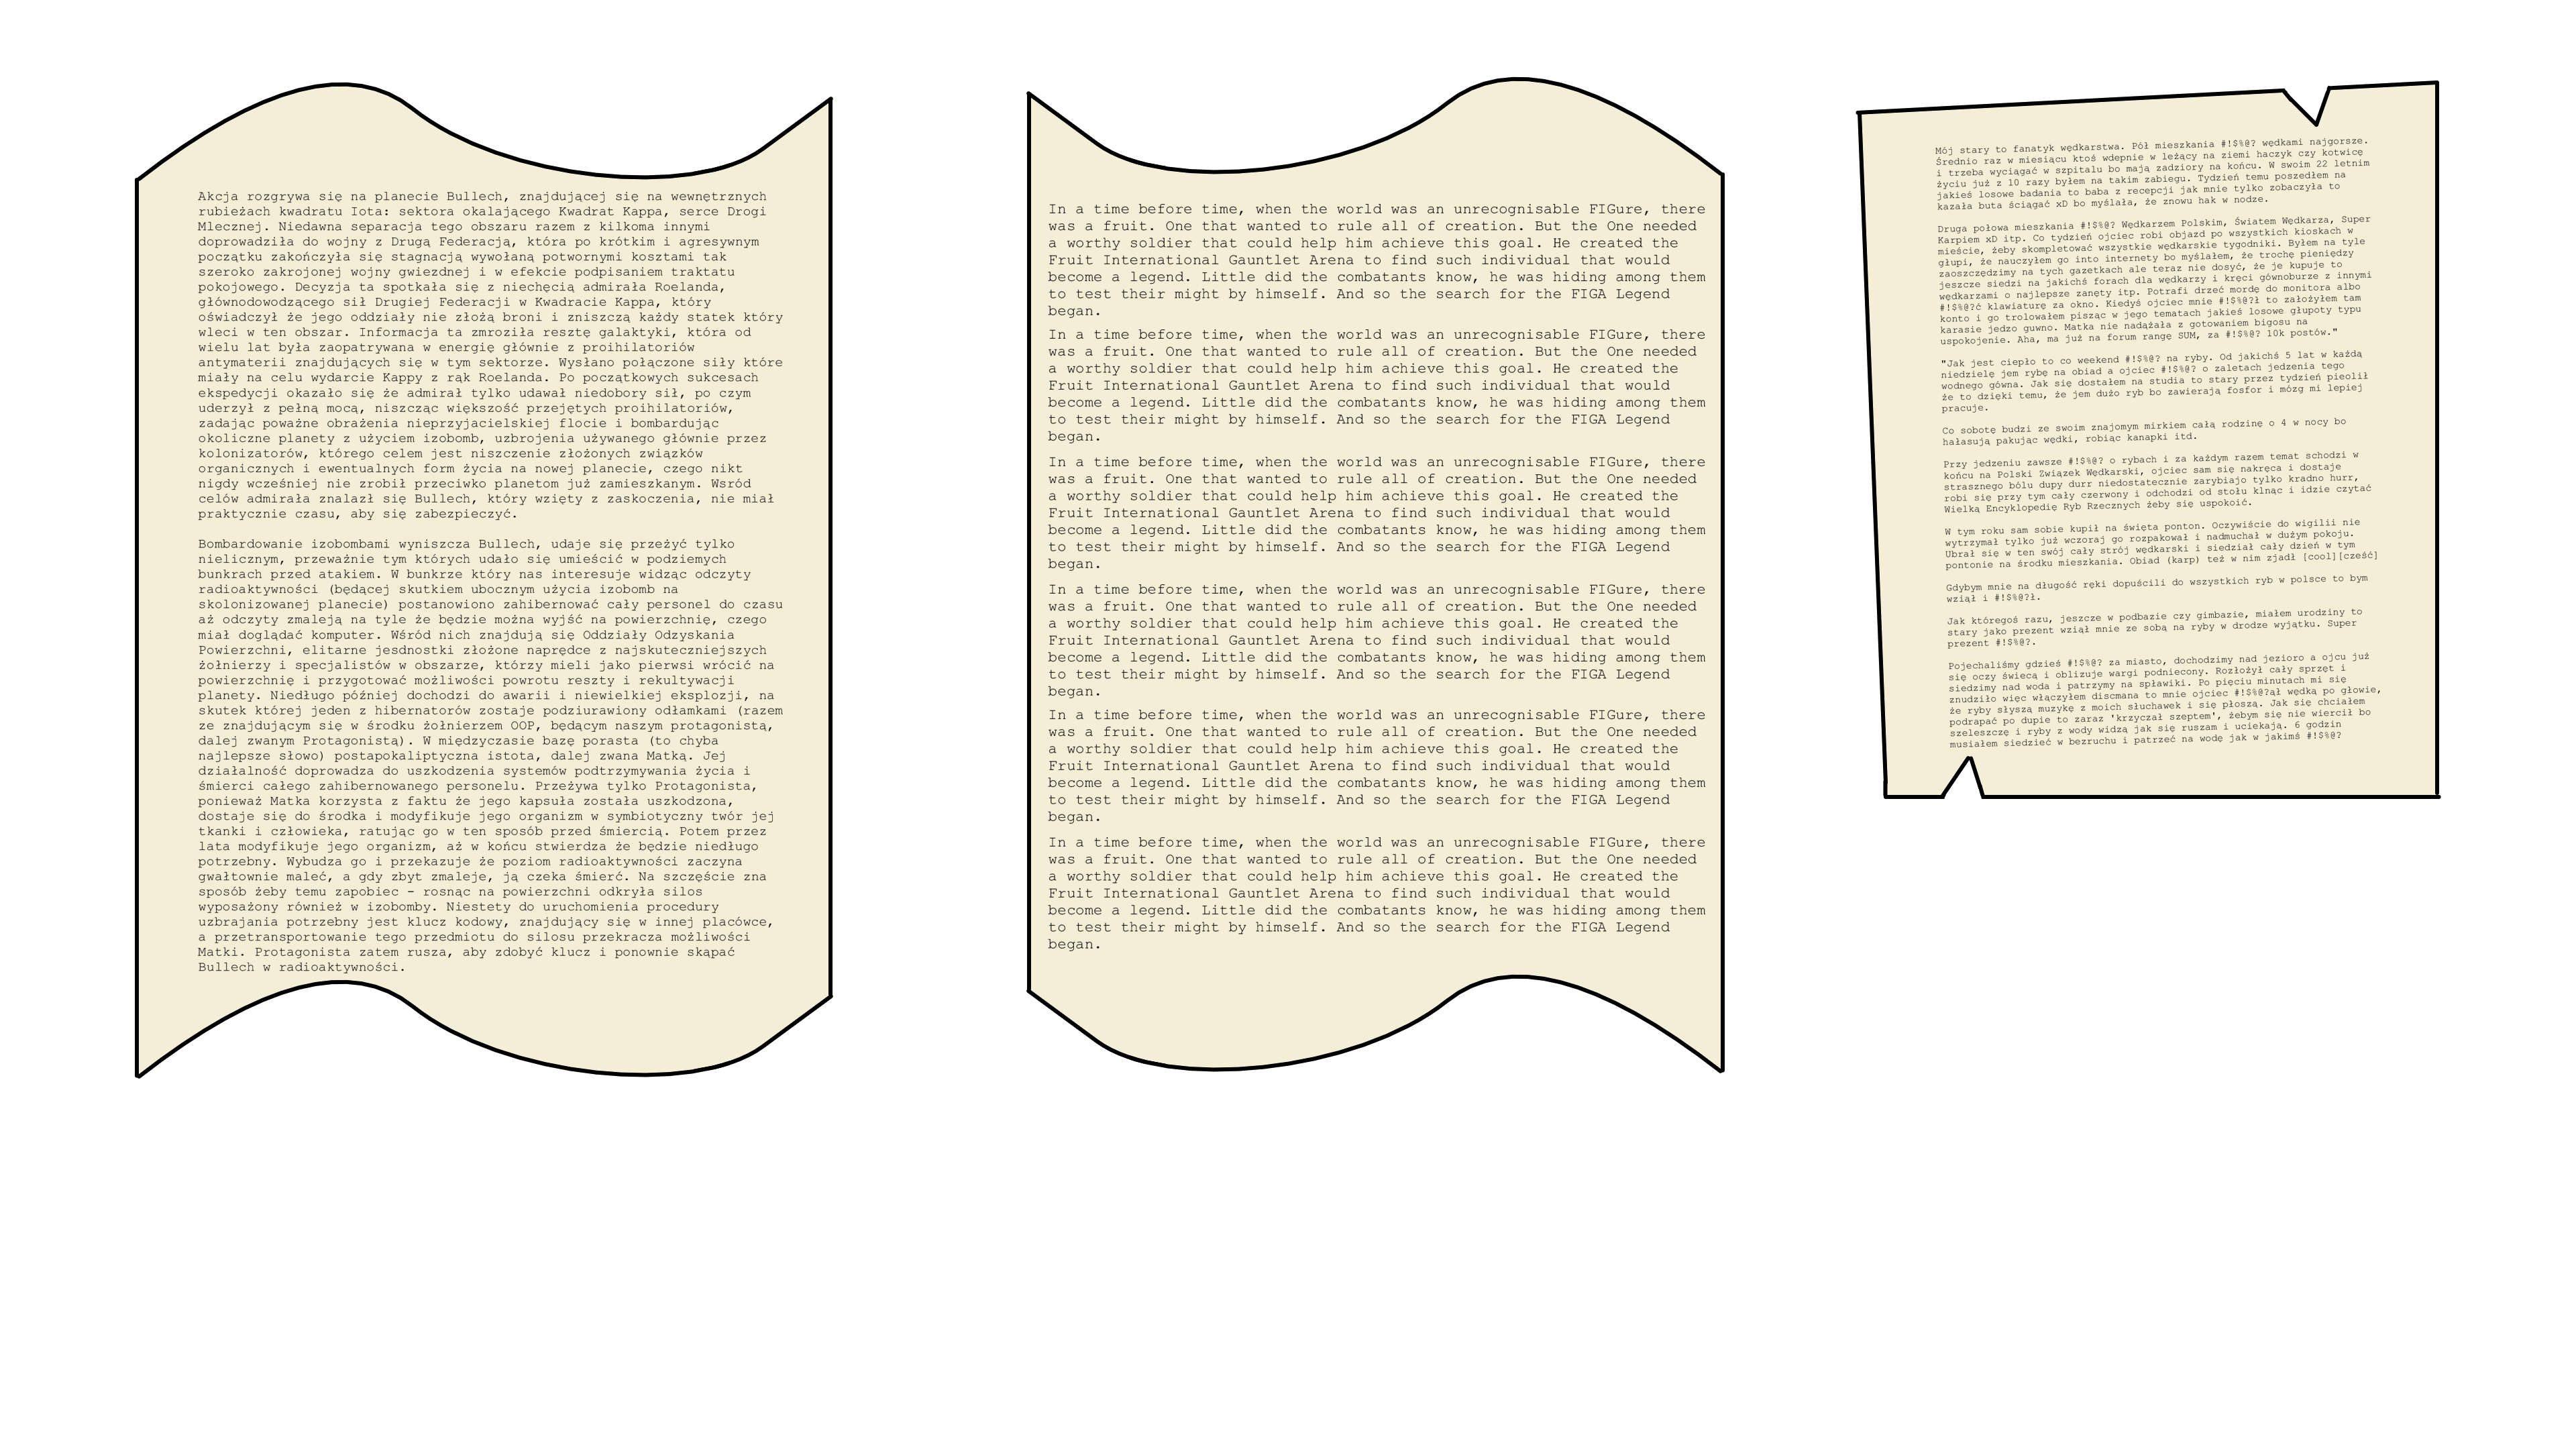 Akcja rozgrywa się na planecie Bullech, znajdującej się na wewnętrznych
rubieżach kwadratu Iota: sektora okalającego Kwadrat Kappa, serce Drogi
Mlecznej. Niedawna separacja tego obszaru razem z kilkoma innymi
doprowadziła do wojny z Drugą Federacją, która po krótkim i agresywnym
początku zakończyła się stagnacją wywołaną potwornymi kosztami tak
szeroko zakrojonej wojny gwiezdnej i w efekcie podpisaniem traktatu
pokojowego. Decyzja ta spotkała się z niechęcią admirała Roelanda,
głównodowodzącego sił Drugiej Federacji w Kwadracie Kappa, który
oświadczył że jego oddziały nie złożą broni i zniszczą każdy statek który
wleci w ten obszar. Informacja ta zmroziła resztę galaktyki, która od
wielu lat była zaopatrywana w energię głównie z proihilatoriów
antymaterii znajdujących się w tym sektorze. Wysłano połączone siły które
miały na celu wydarcie Kappy z rąk Roelanda. Po początkowych sukcesach
ekspedycji okazało się że admirał tylko udawał niedobory sił, po czym
uderzył z pełną mocą, niszcząc większość przejętych proihilatoriów,
zadając poważne obrażenia nieprzyjacielskiej flocie i bombardując
okoliczne planety z użyciem izobomb, uzbrojenia używanego głównie przez
kolonizatorów, którego celem jest niszczenie złożonych związków
organicznych i ewentualnych form życia na nowej planecie, czego nikt
nigdy wcześniej nie zrobił przeciwko planetom już zamieszkanym. Wsród
celów admirała znalazł się Bullech, który wzięty z zaskoczenia, nie miał
praktycznie czasu, aby się zabezpieczyć.
Bombardowanie izobombami wyniszcza Bullech, udaje się przeżyć tylko
nielicznym, przeważnie tym których udało się umieścić w podziemych
bunkrach przed atakiem. W bunkrze który nas interesuje widząc odczyty
radioaktywności (będącej skutkiem ubocznym użycia izobomb na
skolonizowanej planecie) postanowiono zahibernować cały personel do czasu
aż odczyty zmaleją na tyle że będzie można wyjść na powierzchnię, czego
miał doglądać komputer. Wśród nich znajdują się Oddziały Odzyskania
Powierzchni, elitarne jesdnostki złożone naprędce z najskuteczniejszych
żołnierzy i specjalistów w obszarze, którzy mieli jako pierwsi wrócić na
powierzchnię i przygotować możliwości powrotu reszty i rekultywacji
planety. Niedługo później dochodzi do awarii i niewielkiej eksplozji, na
skutek której jeden z hibernatorów zostaje podziurawiony odłamkami (razem
ze znajdującym się w środku żołnierzem OOP, będącym naszym protagonistą,
dalej zwanym Protagonistą). W międzyczasie bazę porasta (to chyba
najlepsze słowo) postapokaliptyczna istota, dalej zwana Matką. Jej
działalność doprowadza do uszkodzenia systemów podtrzymywania życia i
śmierci całego zahibernowanego personelu. Przeżywa tylko Protagonista,
ponieważ Matka korzysta z faktu że jego kapsuła została uszkodzona,
dostaje się do środka i modyfikuje jego organizm w symbiotyczny twór jej
tkanki i człowieka, ratując go w ten sposób przed śmiercią. Potem przez
lata modyfikuje jego organizm, aż w końcu stwierdza że będzie niedługo
potrzebny. Wybudza go i przekazuje że poziom radioaktywności zaczyna
gwałtownie maleć, a gdy zbyt zmaleje, ją czeka śmierć. Na szczęście zna
sposób żeby temu zapobiec - rosnąc na powierzchni odkryła silos
wyposażony również w izobomby. Niestety do uruchomienia procedury
uzbrajania potrzebny jest klucz kodowy, znajdujący się w innej placówce,
a przetransportowanie tego przedmiotu do silosu przekracza możliwości
Matki. Protagonista zatem rusza, aby zdobyć klucz i ponownie skąpać
Bullech w radioaktywności.
In a time before time, when the world was an unrecognisable FIGure, there
was a fruit. One that wanted to rule all of creation. But the One needed
a worthy soldier that could help him achieve this goal. He created the
Fruit International Gauntlet Arena to find such individual that would
become a legend. Little did the combatants know, he was hiding among them
to test their might by himself. And so the search for the FIGA Legend
began.
In a time before time, when the world was an unrecognisable FIGure, there
was a fruit. One that wanted to rule all of creation. But the One needed
a worthy soldier that could help him achieve this goal. He created the
Fruit International Gauntlet Arena to find such individual that would
become a legend. Little did the combatants know, he was hiding among them
to test their might by himself. And so the search for the FIGA Legend
began.
In a time before time, when the world was an unrecognisable FIGure, there
was a fruit. One that wanted to rule all of creation. But the One needed
a worthy soldier that could help him achieve this goal. He created the
Fruit International Gauntlet Arena to find such individual that would
become a legend. Little did the combatants know, he was hiding among them
to test their might by himself. And so the search for the FIGA Legend
began.
In a time before time, when the world was an unrecognisable FIGure, there
was a fruit. One that wanted to rule all of creation. But the One needed
a worthy soldier that could help him achieve this goal. He created the
Fruit International Gauntlet Arena to find such individual that would
become a legend. Little did the combatants know, he was hiding among them
to test their might by himself. And so the search for the FIGA Legend
began.
In a time before time, when the world was an unrecognisable FIGure, there
was a fruit. One that wanted to rule all of creation. But the One needed
a worthy soldier that could help him achieve this goal. He created the
Fruit International Gauntlet Arena to find such individual that would
become a legend. Little did the combatants know, he was hiding among them
to test their might by himself. And so the search for the FIGA Legend
began.
In a time before time, when the world was an unrecognisable FIGure, there
was a fruit. One that wanted to rule all of creation. But the One needed
a worthy soldier that could help him achieve this goal. He created the
Fruit International Gauntlet Arena to find such individual that would
become a legend. Little did the combatants know, he was hiding among them
to test their might by himself. And so the search for the FIGA Legend
began.
Mój stary to fanatyk wędkarstwa. Pół mieszkania #!$%@? wędkami najgorsze.
Średnio raz w miesiącu ktoś wdepnie w leżący na ziemi haczyk czy kotwicę
i trzeba wyciągać w szpitalu bo mają zadziory na końcu. W swoim 22 letnim
życiu już z 10 razy byłem na takim zabiegu. Tydzień temu poszedłem na
jakieś losowe badania to baba z recepcji jak mnie tylko zobaczyła to
kazała buta ściągać xD bo myślała, że znowu hak w nodze.
Druga połowa mieszkania #!$%@? Wędkarzem Polskim, Światem Wędkarza, Super
Karpiem xD itp. Co tydzień ojciec robi objazd po wszystkich kioskach w
mieście, żeby skompletować wszystkie wędkarskie tygodniki. Byłem na tyle
głupi, że nauczyłem go into internety bo myślałem, że trochę pieniędzy
zaoszczędzimy na tych gazetkach ale teraz nie dosyć, że je kupuje to
jeszcze siedzi na jakichś forach dla wędkarzy i kręci gównoburze z innymi
wędkarzami o najlepsze zanęty itp. Potrafi drzeć mordę do monitora albo
#!$%@?ć klawiaturę za okno. Kiedyś ojciec mnie #!$%@?ł to założyłem tam
konto i go trolowałem pisząc w jego tematach jakieś losowe głupoty typu
karasie jedzo guwno. Matka nie nadążała z gotowaniem bigosu na
uspokojenie. Aha, ma już na forum rangę SUM, za #!$%@? 10k postów."
"Jak jest ciepło to co weekend #!$%@? na ryby. Od jakichś 5 lat w każdą
niedzielę jem rybę na obiad a ojciec #!$%@? o zaletach jedzenia tego
wodnego gówna. Jak się dostałem na studia to stary przez tydzień pieolił
że to dzięki temu, że jem dużo ryb bo zawierają fosfor i mózg mi lepiej
pracuje.
Co sobotę budzi ze swoim znajomym mirkiem całą rodzinę o 4 w nocy bo
hałasują pakując wędki, robiąc kanapki itd.
Przy jedzeniu zawsze #!$%@? o rybach i za każdym razem temat schodzi w
końcu na Polski Związek Wędkarski, ojciec sam się nakręca i dostaje
strasznego bólu dupy durr niedostatecznie zarybiajo tylko kradno hurr,
robi się przy tym cały czerwony i odchodzi od stołu klnąc i idzie czytać
Wielką Encyklopedię Ryb Rzecznych żeby się uspokoić.
W tym roku sam sobie kupił na święta ponton. Oczywiście do wigilii nie
wytrzymał tylko już wczoraj go rozpakował i nadmuchał w dużym pokoju.
Ubrał się w ten swój cały strój wędkarski i siedział cały dzień w tym
pontonie na środku mieszkania. Obiad (karp) też w nim zjadł [cool][cześć]
Gdybym mnie na długość ręki dopuścili do wszystkich ryb w polsce to bym
wziął i #!$%@?ł.
Jak któregoś razu, jeszcze w podbazie czy gimbazie, miałem urodziny to
stary jako prezent wziął mnie ze sobą na ryby w drodze wyjątku. Super
prezent #!$%@?.
Pojechaliśmy gdzieś #!$%@? za miasto, dochodzimy nad jezioro a ojcu już
się oczy świecą i oblizuje wargi podniecony. Rozłożył cały sprzęt i
siedzimy nad woda i patrzymy na spławiki. Po pięciu minutach mi się
znudziło więc włączyłem discmana to mnie ojciec #!$%@?ął wędką po głowie,
że ryby słyszą muzykę z moich słuchawek i się płoszą. Jak się chciałem
podrapać po dupie to zaraz 'krzyczał szeptem', żebym się nie wiercił bo
szeleszczę i ryby z wody widzą jak się ruszam i uciekają. 6 godzin
musiałem siedzieć w bezruchu i patrzeć na wodę jak w jakimś #!$%@?